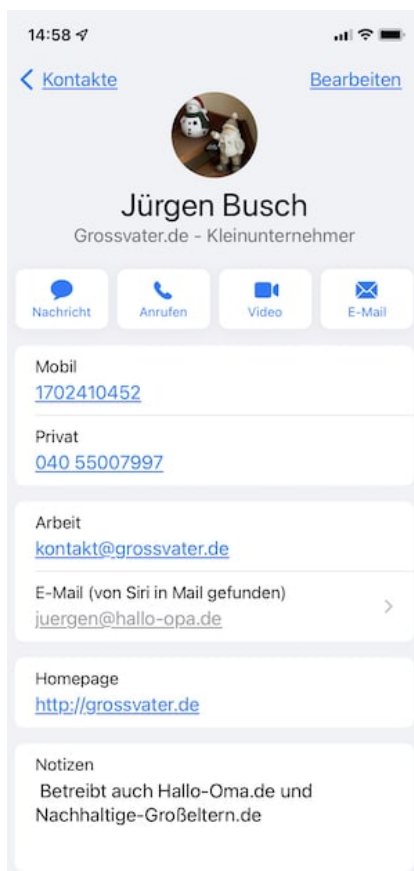 14:58
Kontakte
Bearbeiten
Jürgen Busch
Grossvater.de - Kleinunternehmer
Nachricht
Anrufen
Video
E-Mail
Mobil
1702410452
Privat
040 55007997
Arbeit
kontakt@grossvater.de
E-Mail (von Siri in Mail gefunden)
juergen@hallo-opa.de
Homepage
http://grossvater.de
Notizen
Betreibt auch Hallo-Oma.de und
Nachhaltige-Großeltern.de